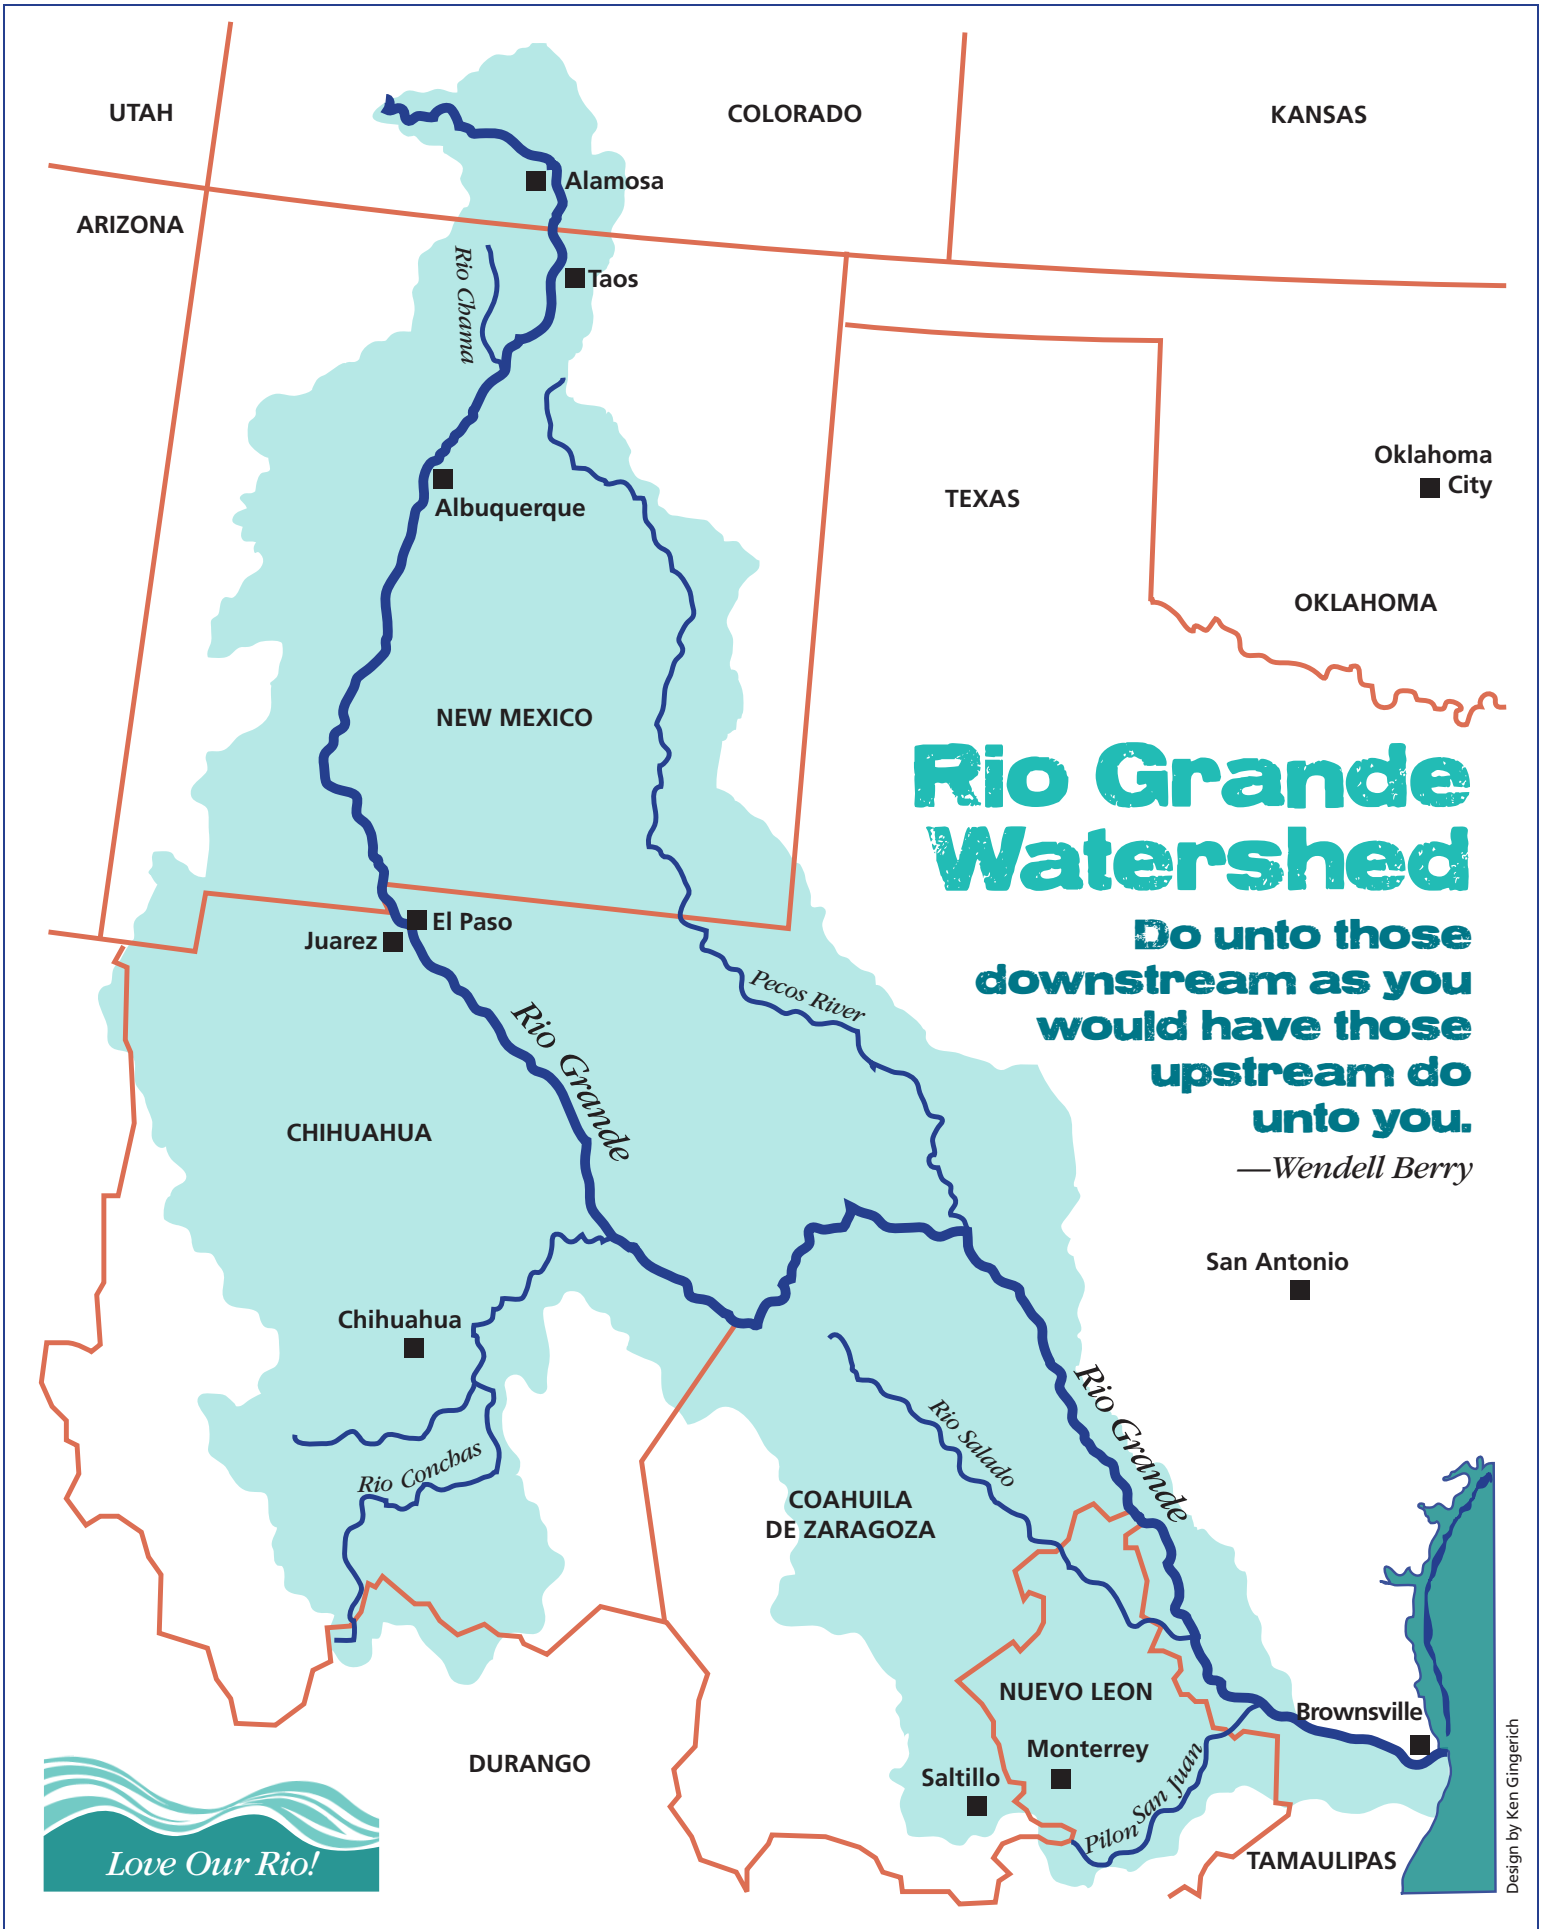 UTAH
COLORADO
KANSAS
Alamosa
ARIZONA
Rio Chama
Taos
Oklahoma
City
TEXAS
Albuquerque
OKLAHOMA
NEW MEXICO
Rio Grande
Watershed
Do unto those
downstream as you
would have those
upstream do
unto you.
—Wendell Berry
El Paso
Juarez
Pecos River
Rio Grande
CHIHUAHUA
San Antonio
Chihuahua
Rio Grande
Rio Salado
Rio Conchas
COAHUILA
DE ZARAGOZA
NUEVO LEON
Brownsville
Monterrey
DURANGO
Saltillo
Pilon San Juan
TAMAULIPAS
Love Our Rio!
Design by Ken Gingerich